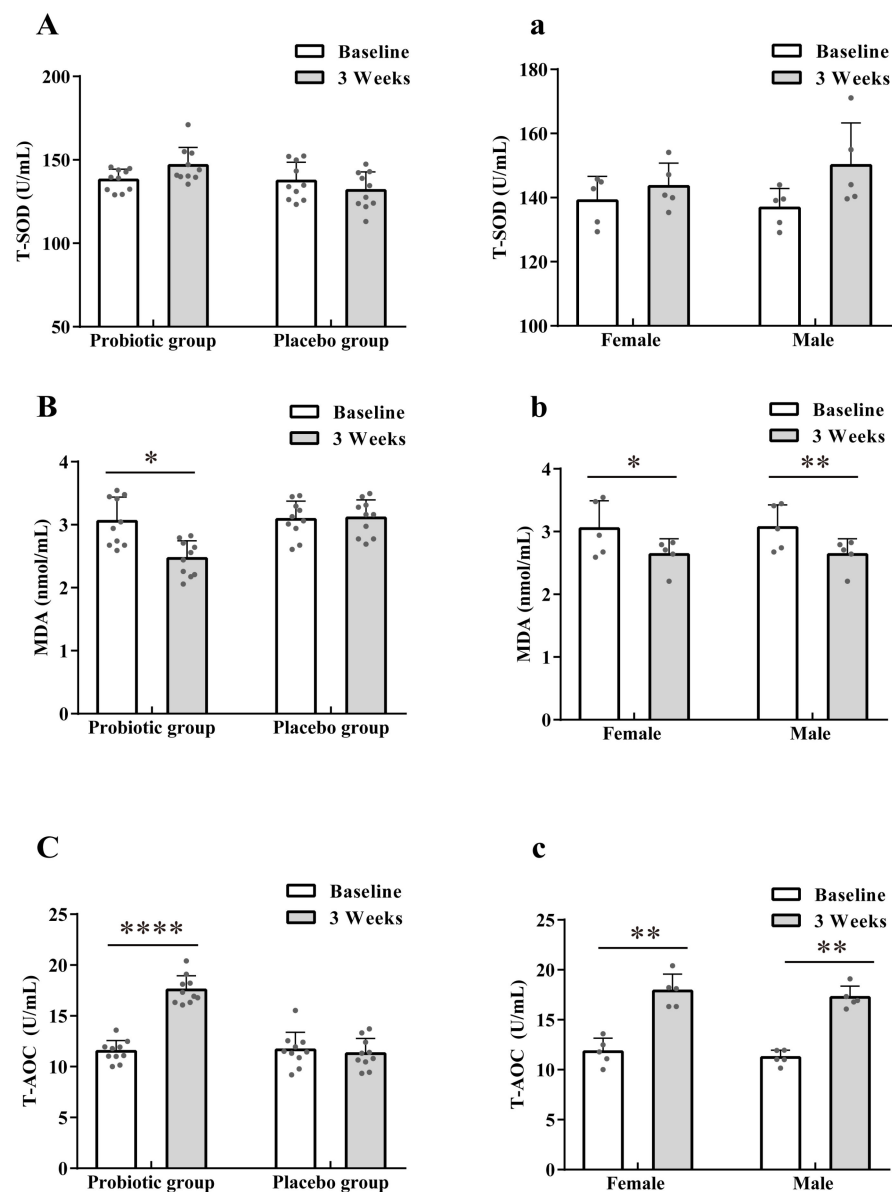 A
Baseline
3 Weeks
T-SOD (U/mL)
200
150
100
50
Probiotic group
Placebo group
a
Baseline
3 Weeks
T-SOD (U/mL)
180
160
140
120
100
Female
Male
B
Baseline
3 Weeks
MDA (nmol/mL)
4
3
2
1
0
*
Probiotic group
Placebo group
b
Baseline
3 Weeks
MDA (nmol/mL)
4
3
2
1
0
*
**
Female
Male
C
Baseline
3 Weeks
T-AOC (U/mL)
25
20
15
10
5
0
****
Probiotic group
Placebo group
c
Baseline
3 Weeks
T-AOC (U/mL)
25
20
15
10
5
0
**
**
Female
Male